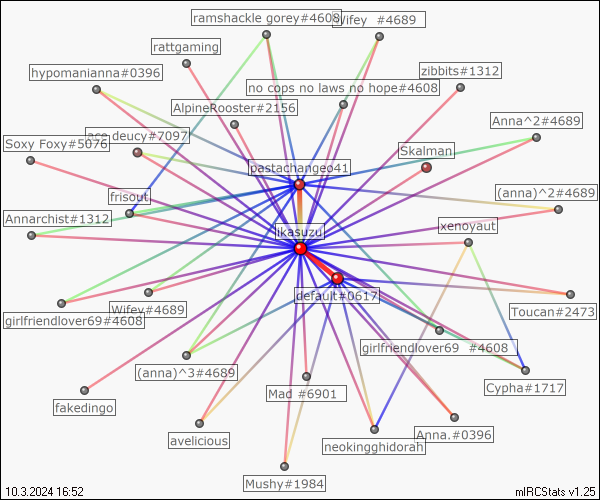 ramshackle gorey#4608
Wifey #4689
rattgaming
hypomanianna#0396
zibbits#1312
no cops no laws no hope#4608
AlpineRooster#2156
Anna^2#4689
deucy#7097
Soxy Foxy#5076
Skalman
pastachangeo41
frisout
(anna)^2#4689
Annarchist#1312
xenoyaut
ikasuzu
default#0617
Wifey#4689
Toucan#2473
girlfriendlover69#4608
girlfriendlover69 #4608
(anna)^3#4689
Cypha#1717
Mad #6901
fakedingo
Anna.#0396
avelicious
neokingghidorah
Mushy#1984
10.3.2024 16:52
mIRCStats v1.25